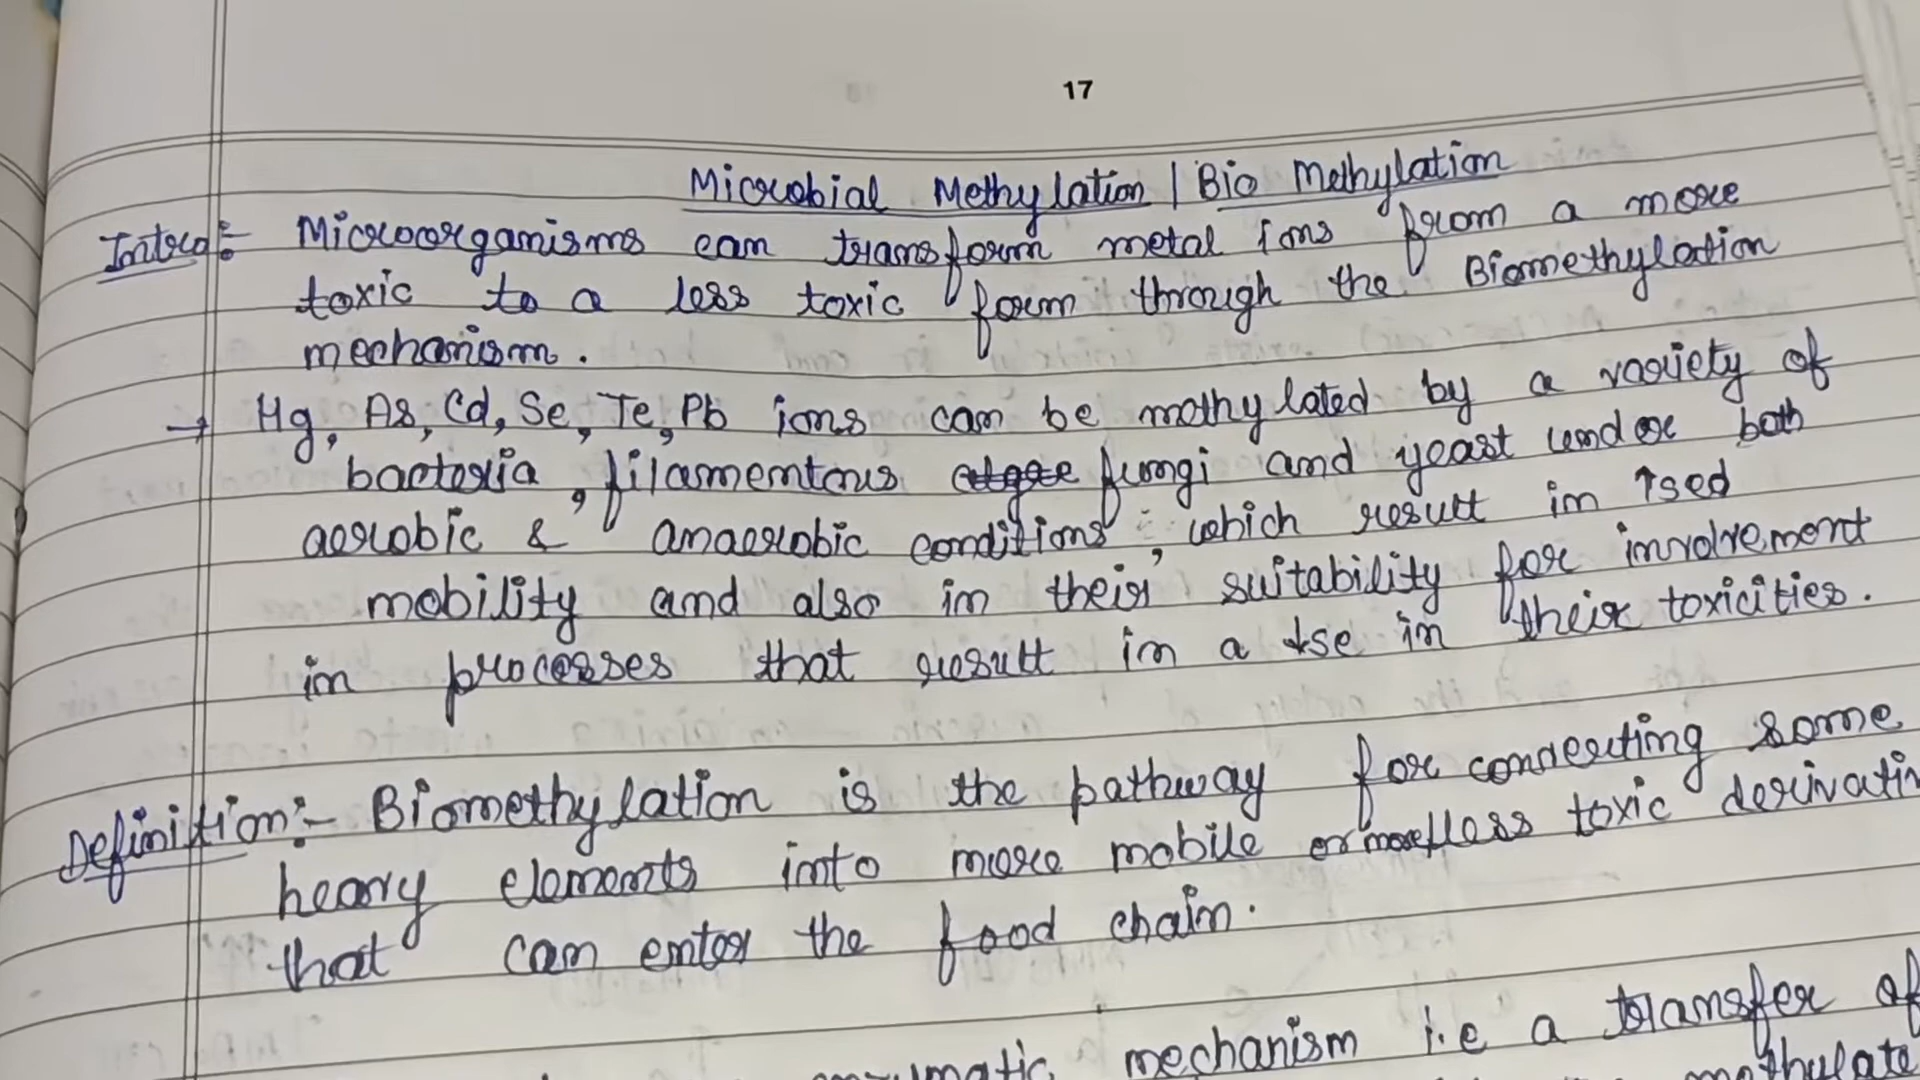 17
Microbial Methylation | Bio Methylation
Intro:- Microorganisms can transform metal ions from a more
toxic to a less toxic form through the Biomethylation
mechanism.
→ Hg, As, Cd, Se, Te, Pb ions can be methylated by a variety of
bacteria, filamentous fungi and yeast under both
aerobic & anaerobic conditions, which result in ↑sed
mobility and also in their suitability for involvement
in processes that result in a ↓se in their toxicities.
Definition:- Biomethylation is the pathway for converting some
heavy elements into more mobile or more/less toxic
that can enter the food chain.
mechanism i.e a transfer of